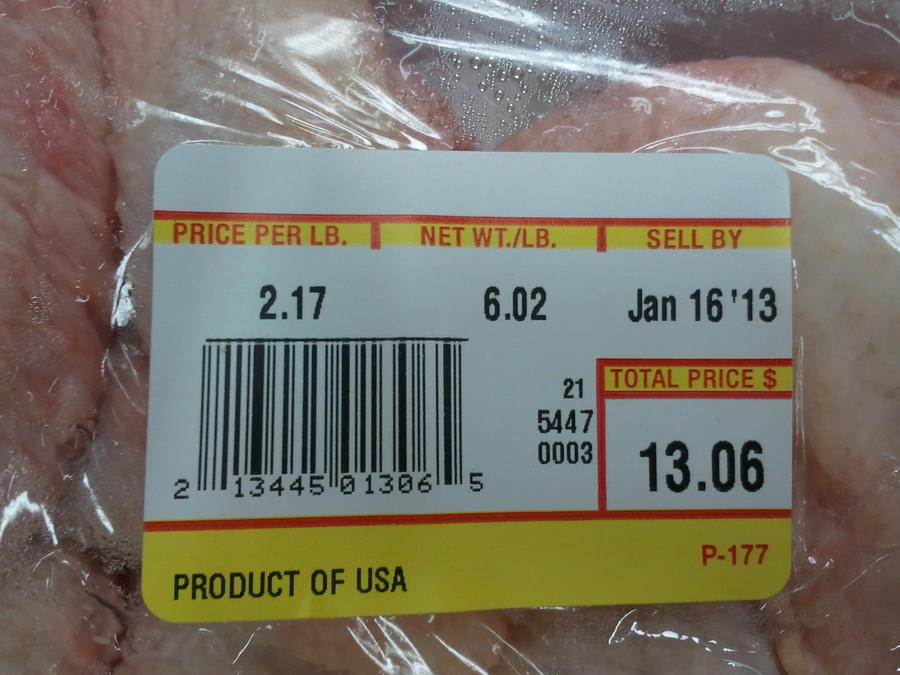 PRICE PER LB. NET WT./LB. SELL BY
2.17 6.02 Jan 16 '13
21
5447
0003
TOTAL PRICE $
13.06
2 13445 01306 5
P-177
PRODUCT OF USA